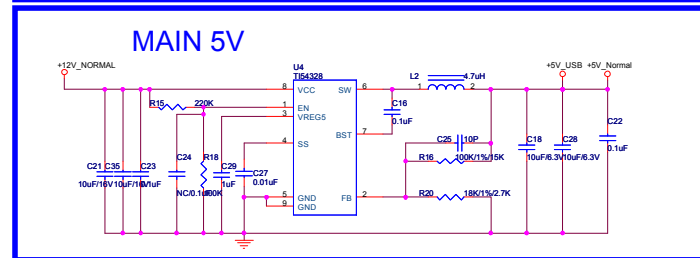 MAIN 5V
+12V_NORMAL
U4
TI54328
+5V_USB
+5V_Normal
8
VCC
SW
6
L2
4.7uH
1
2
R15
220K
1
EN
3
VREG5
C16
0.1uF
BST
7
4
SS
C25
10P
R16
100K/1%/15K
C18
10uF/6.3V
C28
10uF/6.3V
C22
0.1uF
C21
10uF/16V
C35
10uF/16V
C23
0.1uF
C24
NC/0.1uF
R18
C29
1uF
C27
0.01uF
5
GND
9
GND
FB
2
R20
18K/1%/2.7K